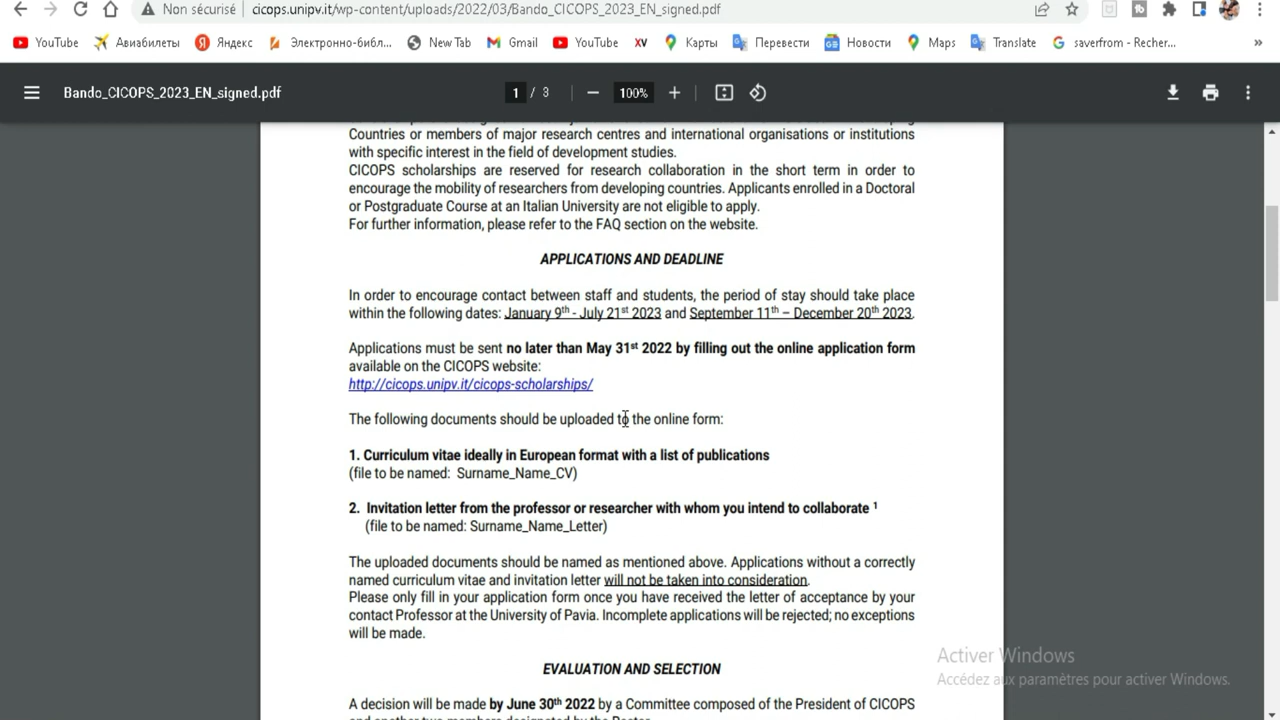 Non sécurisé cicops.unipv.it/wp-content/uploads/2022/03/Bando_CICOPS_2023_EN_signed.pdf
YouTube Авиабилеты Яндекс Электронно-библ... New Tab Gmail YouTube XV Карты Перевести Новости Maps Translate saverfrom - Recher... »
Bando_CICOPS_2023_EN_signed.pdf 1 / 3 — 100% +
Countries or members of major research centres and international organisations or institutions
with specific interest in the field of development studies.
CICOPS scholarships are reserved for research collaboration in the short term in order to
encourage the mobility of researchers from developing countries. Applicants enrolled in a Doctoral
or Postgraduate Course at an Italian University are not eligible to apply.
For further information, please refer to the FAQ section on the website.
APPLICATIONS AND DEADLINE
In order to encourage contact between staff and students, the period of stay should take place
within the following dates: January 9th - July 21st 2023 and September 11th – December 20th 2023.
Applications must be sent no later than May 31st 2022 by filling out the online application form
available on the CICOPS website:
http://cicops.unipv.it/cicops-scholarships/
The following documents should be uploaded to the online form:
1. Curriculum vitae ideally in European format with a list of publications
(file to be named: Surname_Name_CV)
2. Invitation letter from the professor or researcher with whom you intend to collaborate 1
(file to be named: Surname_Name_Letter)
The uploaded documents should be named as mentioned above. Applications without a correctly
named curriculum vitae and invitation letter will not be taken into consideration.
Please only fill in your application form once you have received the letter of acceptance by your
contact Professor at the University of Pavia. Incomplete applications will be rejected; no exceptions
will be made.
Activer Windows
Accédez aux paramètres pour activer Windows.
EVALUATION AND SELECTION
A decision will be made by June 30th 2022 by a Committee composed of the President of CICOPS